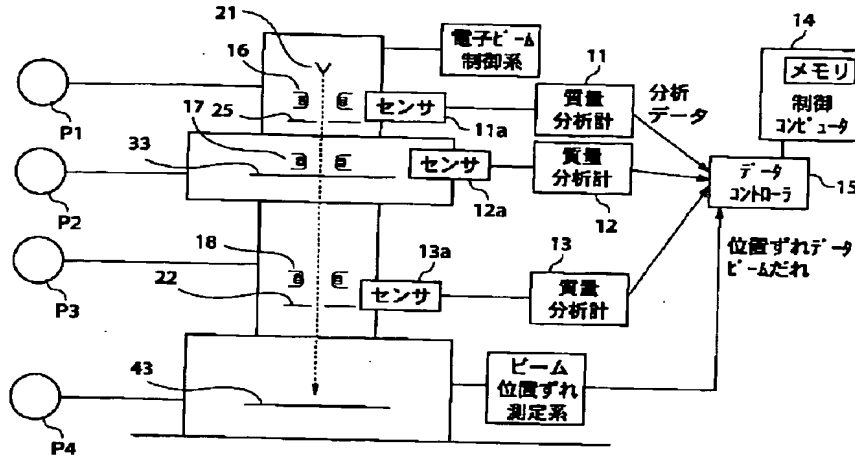 21
16
25
P1
電子ビーム
制御系
センサ
11a
11
質量
分析計
分析
データ
14
メモリ
制御
コンピュータ
17
33
P2
センサ
12a
質量
分析計
12
データ
コントローラ
15
位置ずれデータ
ビームだれ
18
22
P3
13a
センサ
13
質量
分析計
43
P4
ビーム
位置ずれ
測定系